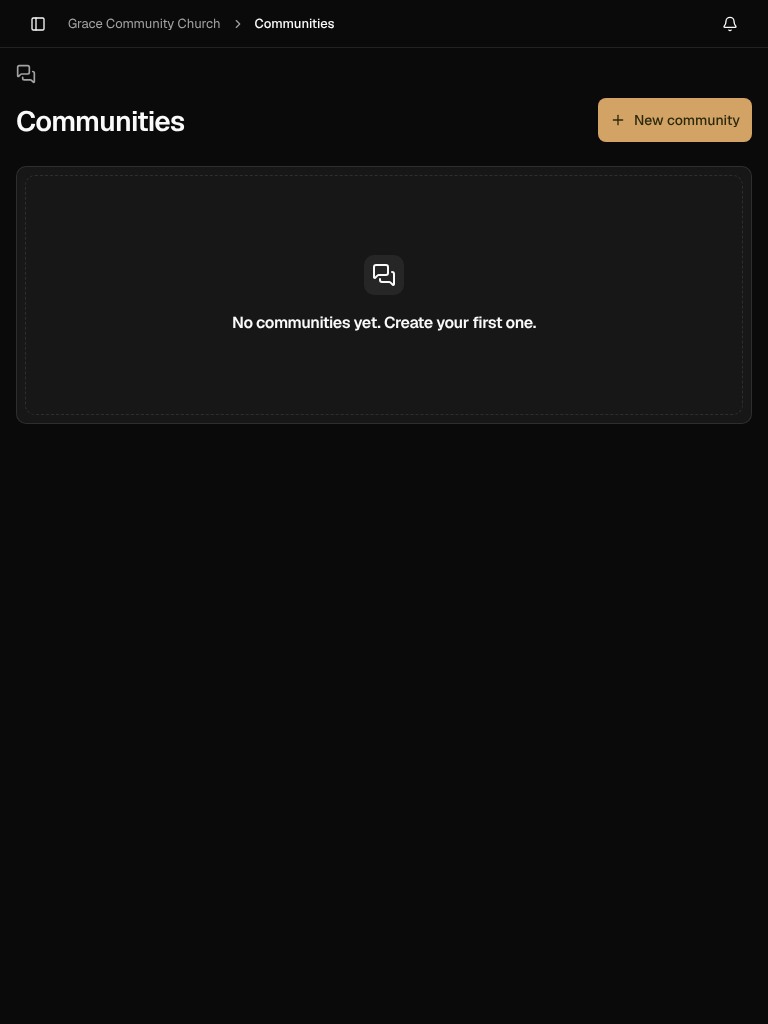 Grace Community Church > Communities
Communities
New community
No communities yet. Create your first one.